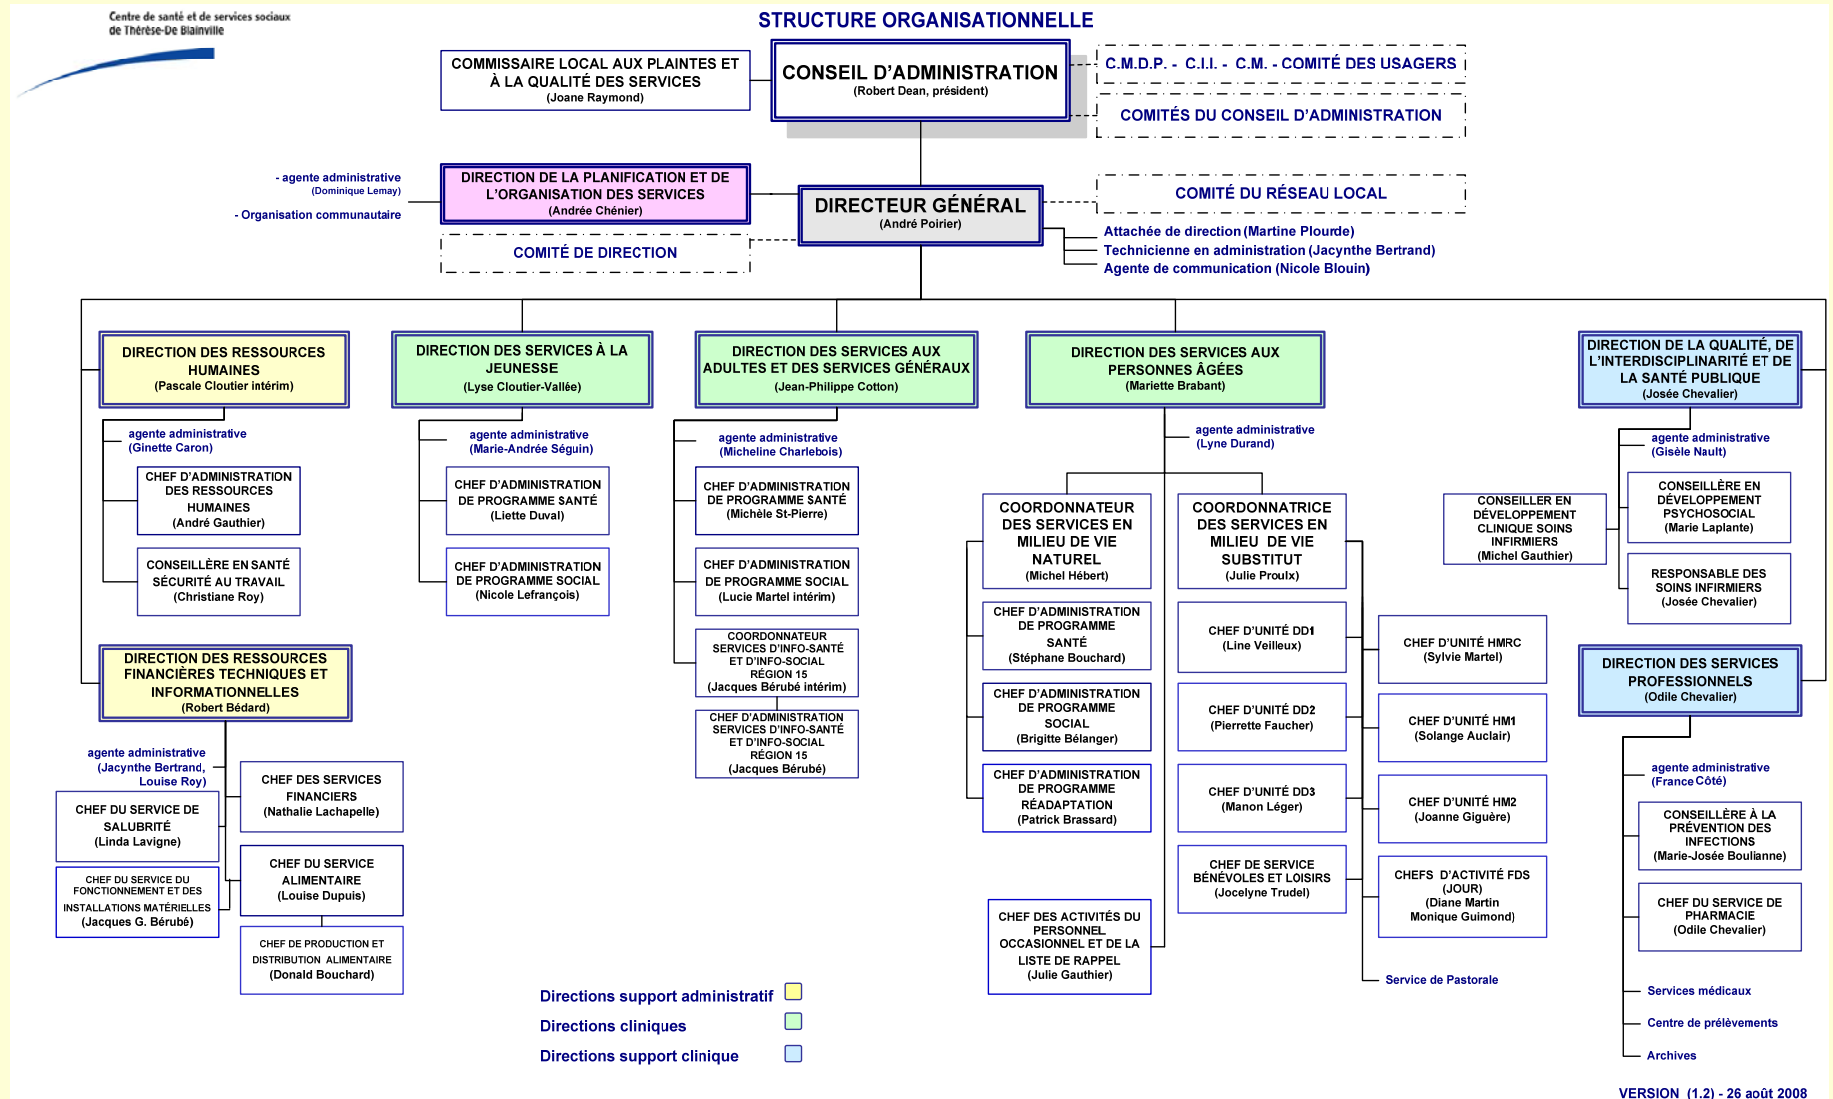 Centre de santé et de services sociaux
de Thérèse-De Blainville
STRUCTURE ORGANISATIONNELLE
COMMISSAIRE LOCAL AUX PLAINTES ET
À LA QUALITÉ DES SERVICES
(Joane Raymond)
CONSEIL D'ADMINISTRATION
(Robert Dean, président)
C.M.D.P. - C.I.I. - C.M. - COMITÉ DES USAGERS
COMITÉS DU CONSEIL D'ADMINISTRATION
- agente administrative
(Dominique Lemay)
- Organisation communautaire
DIRECTION DE LA PLANIFICATION ET DE
L'ORGANISATION DES SERVICES
(Andrée Chénier)
DIRECTEUR GÉNÉRAL
(André Poirier)
COMITÉ DU RÉSEAU LOCAL
COMITÉ DE DIRECTION
Attachée de direction (Martine Plourde)
Technicienne en administration (Jacynthe Bertrand)
Agente de communication (Nicole Blouin)
DIRECTION DES RESSOURCES
HUMAINES
(Pascale Cloutier intérim)
agente administrative
(Ginette Caron)
CHEF D'ADMINISTRATION
DES RESSOURCES
HUMAINES
(André Gauthier)
CONSEILLÈRE EN SANTÉ
SÉCURITÉ AU TRAVAIL
(Christiane Roy)
DIRECTION DES RESSOURCES
FINANCIÈRES TECHNIQUES ET
INFORMATIONNELLES
(Robert Bédard)
agente administrative
(Jacynthe Bertrand,
Louise Roy)
CHEF DES SERVICES
FINANCIERS
(Nathalie Lachapelle)
CHEF DU SERVICE DE
SALUBRITÉ
(Linda Lavigne)
CHEF DU SERVICE
ALIMENTAIRE
(Louise Dupuis)
CHEF DU SERVICE DU
FONCTIONNEMENT ET DES
INSTALLATIONS MATÉRIELLES
(Jacques G. Bérubé)
CHEF DE PRODUCTION ET
DISTRIBUTION ALIMENTAIRE
(Donald Bouchard)
DIRECTION DES SERVICES À LA
JEUNESSE
(Lyse Cloutier-Vallée)
agente administrative
(Marie-Andrée Séguin)
CHEF D'ADMINISTRATION
DE PROGRAMME SANTÉ
(Liette Duval)
CHEF D'ADMINISTRATION
DE PROGRAMME SOCIAL
(Nicole Lefrançois)
DIRECTION DES SERVICES AUX
ADULTES ET DES SERVICES GÉNÉRAUX
(Jean-Philippe Cotton)
agente administrative
(Micheline Charlebois)
CHEF D'ADMINISTRATION
DE PROGRAMME SANTÉ
(Michèle St-Pierre)
CHEF D'ADMINISTRATION
DE PROGRAMME SOCIAL
(Lucie Martel intérim)
COORDONNATEUR
SERVICES D'INFO-SANTÉ
ET D'INFO-SOCIAL
RÉGION 15
(Jacques Bérubé intérim)
CHEF D'ADMINISTRATION
SERVICES D'INFO-SANTÉ
ET D'INFO-SOCIAL
RÉGION 15
(Jacques Bérubé)
DIRECTION DES SERVICES AUX
PERSONNES ÂGÉES
(Mariette Brabant)
agente administrative
(Lyne Durand)
COORDONNATEUR
DES SERVICES EN
MILIEU DE VIE
NATUREL
(Michel Hébert)
CHEF D'ADMINISTRATION
DE PROGRAMME
SANTÉ
(Stéphane Bouchard)
CHEF D'ADMINISTRATION
DE PROGRAMME
SOCIAL
(Brigitte Bélanger)
CHEF D'ADMINISTRATION
DE PROGRAMME
RÉADAPTATION
(Patrick Brassard)
CHEF DES ACTIVITÉS DU
PERSONNEL
OCCASIONNEL ET DE LA
LISTE DE RAPPEL
(Julie Gauthier)
COORDONNATRICE
DES SERVICES EN
MILIEU DE VIE
SUBSTITUT
(Julie Proulx)
CHEF D'UNITÉ DD1
(Line Veilleux)
CHEF D'UNITÉ DD2
(Pierrette Faucher)
CHEF D'UNITÉ DD3
(Manon Léger)
CHEF DE SERVICE
BÉNÉVOLES ET LOISIRS
(Jocelyne Trudel)
CHEF D'UNITÉ HMRC
(Sylvie Martel)
CHEF D'UNITÉ HM1
(Solange Auclair)
CHEF D'UNITÉ HM2
(Joanne Giguère)
CHEFS D'ACTIVITÉ FDS
(JOUR)
(Diane Martin
Monique Guimond)
Service de Pastorale
DIRECTION DE LA QUALITÉ, DE
L'INTERDISCIPLINARITÉ ET DE
LA SANTÉ PUBLIQUE
(Josée Chevalier)
agente administrative
(Gisèle Nault)
CONSEILLER EN
DÉVELOPPEMENT
CLINIQUE SOINS
INFIRMIERS
(Michel Gauthier)
CONSEILLÈRE EN
DÉVELOPPEMENT
PSYCHOSOCIAL
(Marie Laplante)
RESPONSABLE DES
SOINS INFIRMIERS
(Josée Chevalier)
DIRECTION DES SERVICES
PROFESSIONNELS
(Odile Chevalier)
agente administrative
(France Côté)
CONSEILLÈRE À LA
PRÉVENTION DES
INFECTIONS
(Marie-Josée Boulianne)
CHEF DU SERVICE DE
PHARMACIE
(Odile Chevalier)
Services médicaux
Centre de prélèvements
Archives
Directions support administratif
Directions cliniques
Directions support clinique
VERSION (1.2) - 26 août 2008